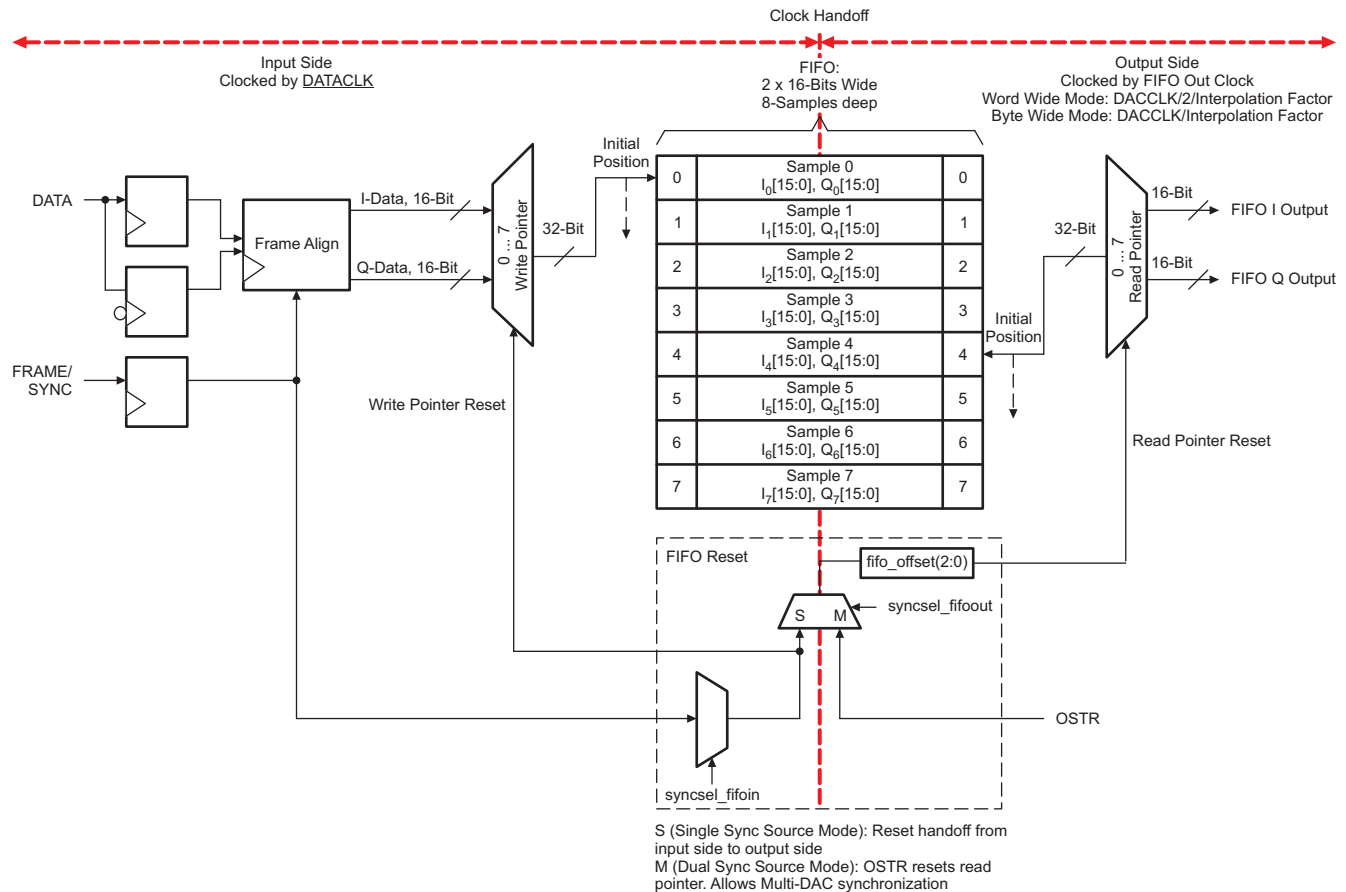 Clock Handoff
Input Side
Clocked by DATACLK
FIFO:
2 x 16-Bits Wide
8-Samples deep
Output Side
Clocked by FIFO Out Clock
Word Wide Mode: DACCLK/2/Interpolation Factor
Byte Wide Mode: DACCLK/Interpolation Factor
DATA
FRAME/
SYNC
Frame Align
I-Data, 16-Bit
Q-Data, 16-Bit
0 ... 7
Write Pointer
32-Bit
Initial
Position
0
Sample 0
I0[15:0], Q0[15:0]
0
1
Sample 1
I1[15:0], Q1[15:0]
1
2
Sample 2
I2[15:0], Q2[15:0]
2
3
Sample 3
I3[15:0], Q3[15:0]
3
4
Sample 4
I4[15:0], Q4[15:0]
4
5
Sample 5
I5[15:0], Q5[15:0]
5
6
Sample 6
I6[15:0], Q6[15:0]
6
7
Sample 7
I7[15:0], Q7[15:0]
7
Initial
Position
32-Bit
0 ... 7
Read Pointer
16-Bit
FIFO I Output
16-Bit
FIFO Q Output
Write Pointer Reset
Read Pointer Reset
FIFO Reset
fifo_offset(2:0)
S M
syncsel_fifoout
OSTR
syncsel_fifoin
S (Single Sync Source Mode): Reset handoff from
input side to output side
M (Dual Sync Source Mode): OSTR resets read
pointer. Allows Multi-DAC synchronization